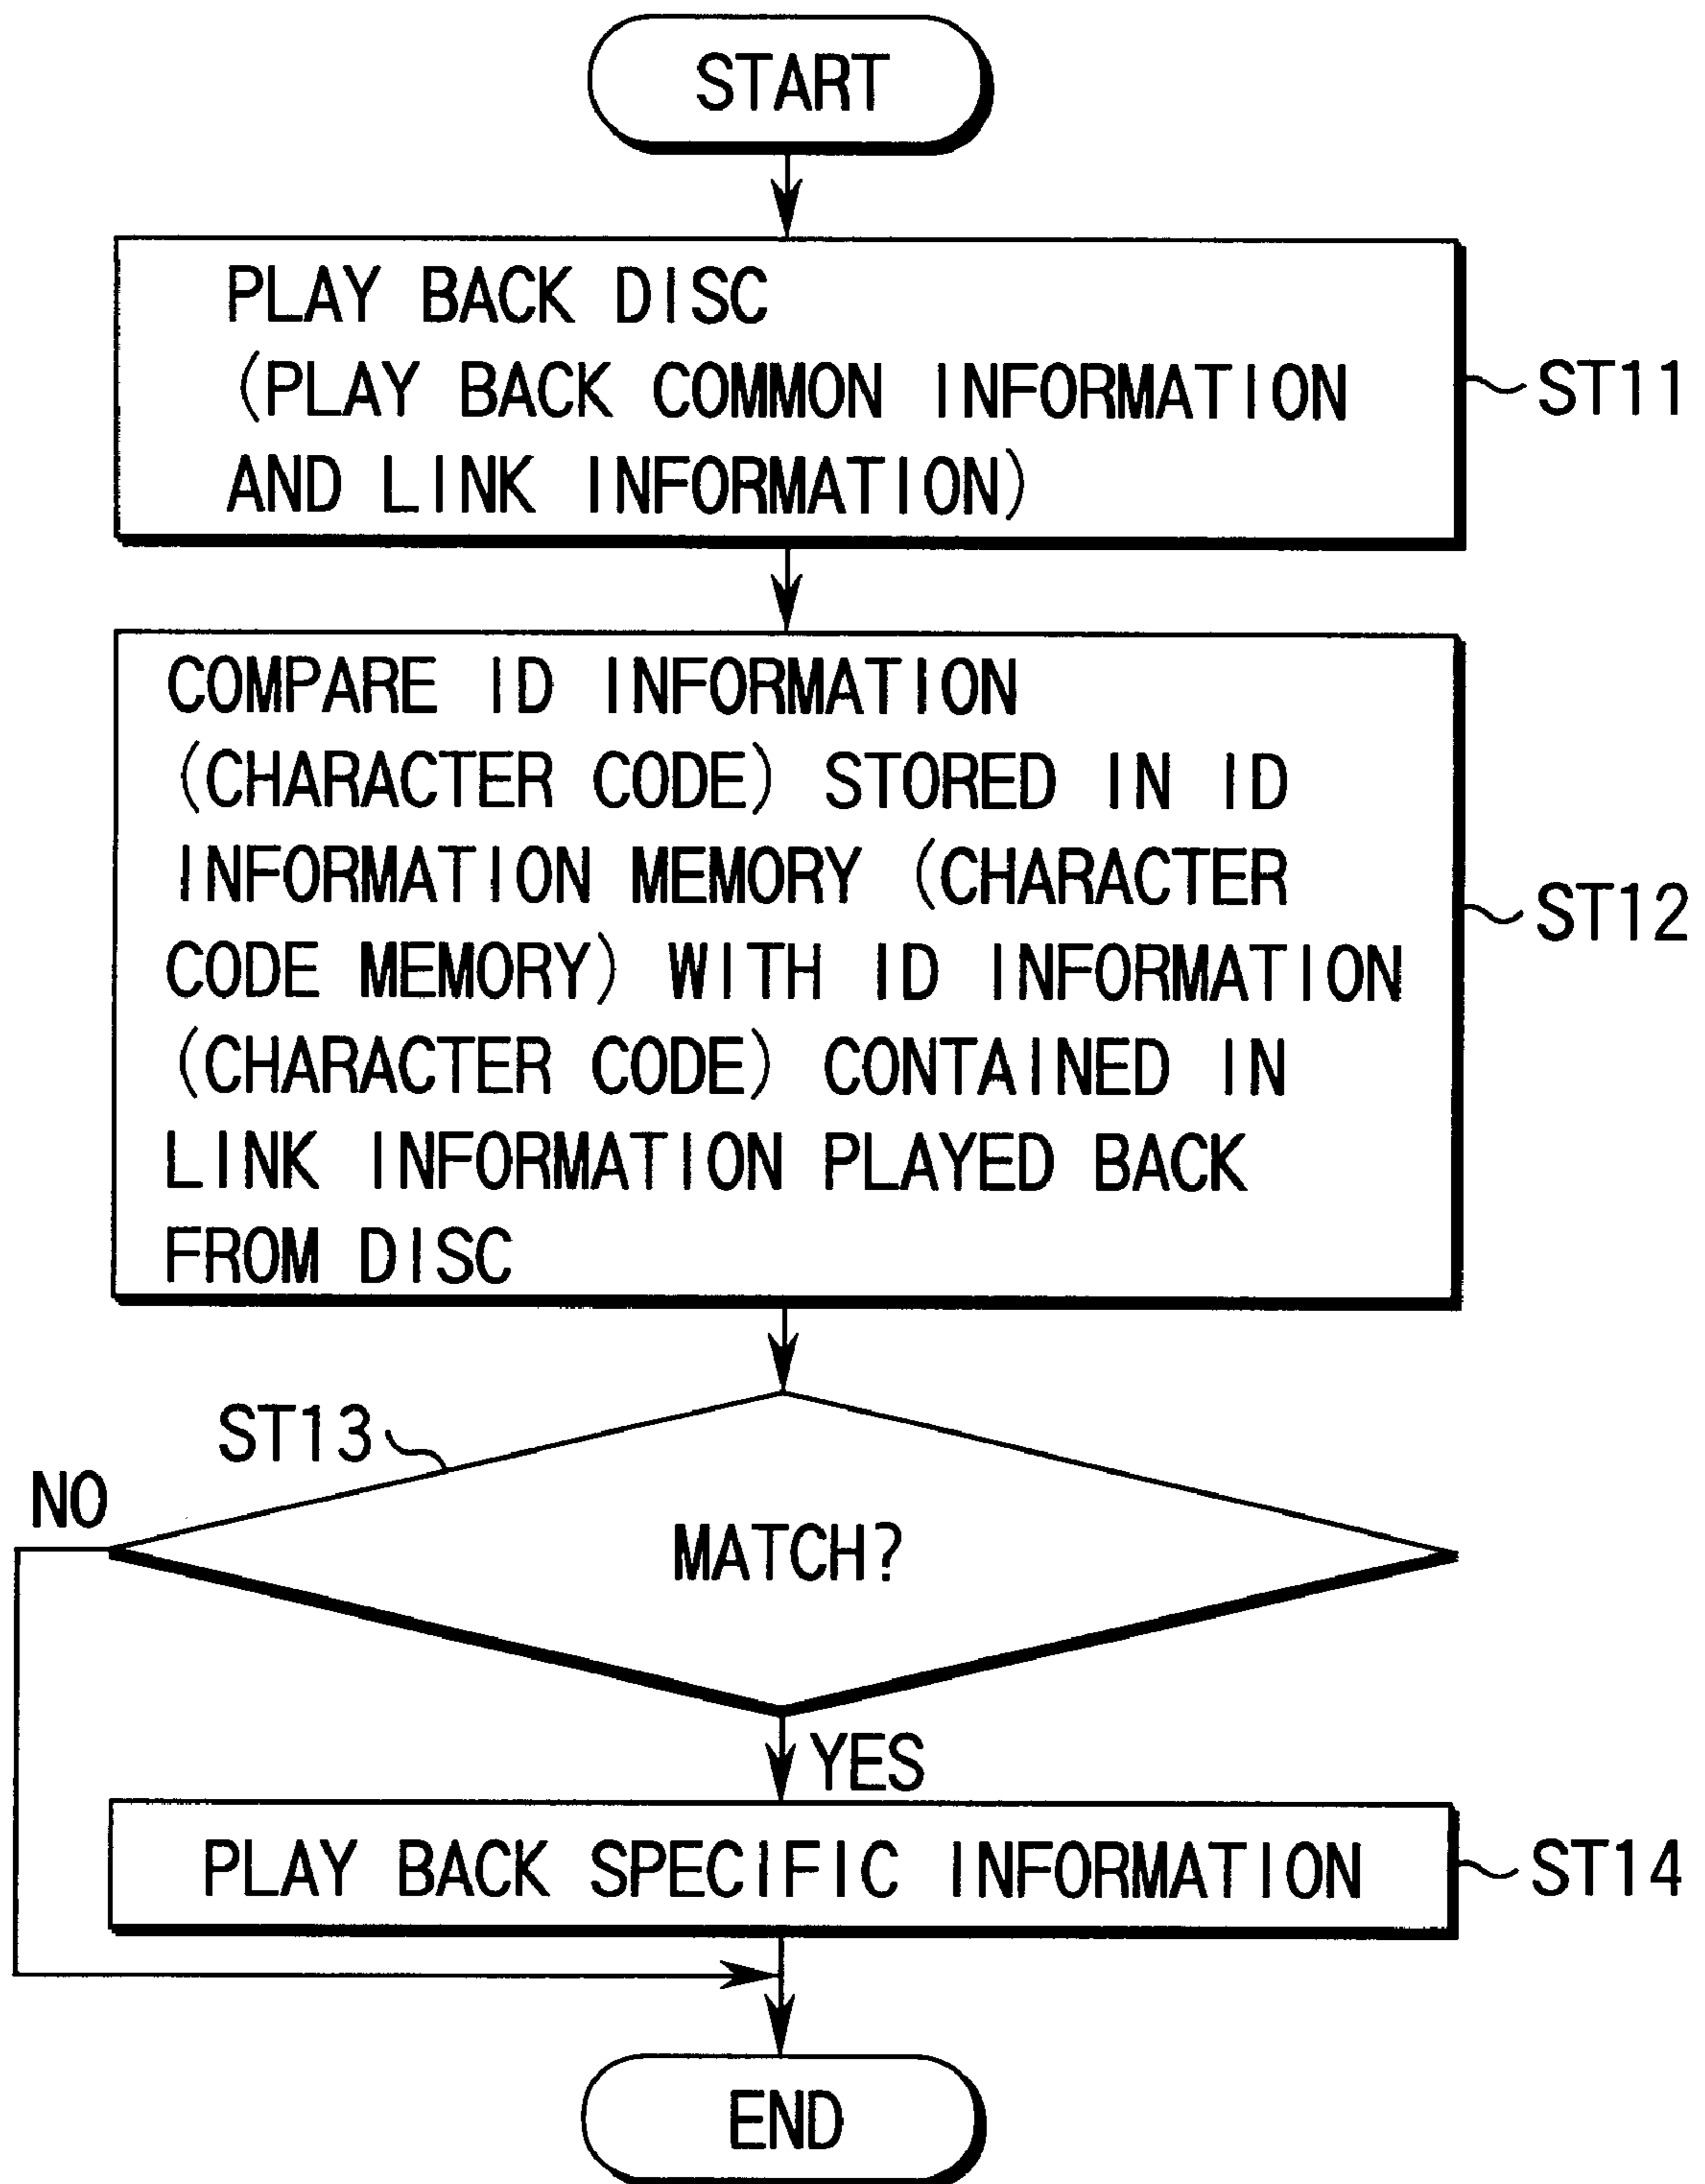 START
PLAY BACK DISC
(PLAY BACK COMMON INFORMATION
AND LINK INFORMATION)
ST11
COMPARE ID INFORMATION
(CHARACTER CODE) STORED IN ID
INFORMATION MEMORY (CHARACTER
CODE MEMORY) WITH ID INFORMATION
(CHARACTER CODE) CONTAINED IN
LINK INFORMATION PLAYED BACK
FROM DISC
ST12
ST13
NO
MATCH?
YES
PLAY BACK SPECIFIC INFORMATION
ST14
END